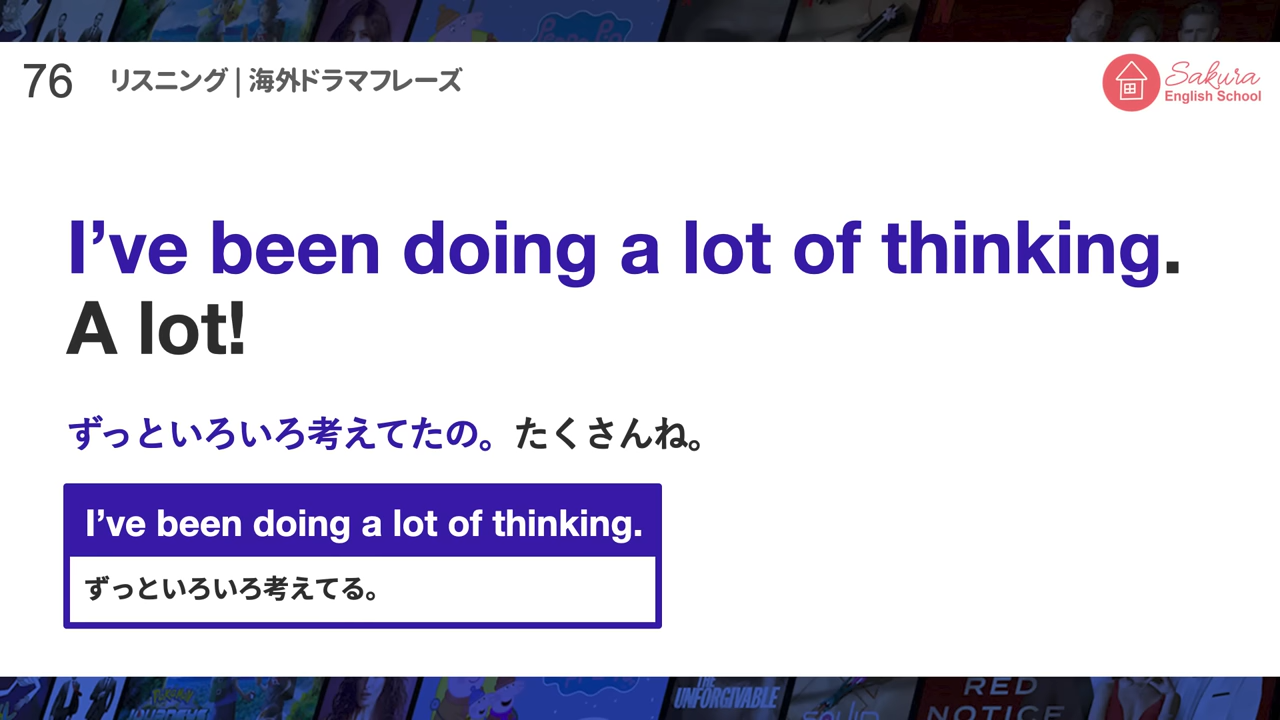 76 リスニング | 海外ドラマフレーズ
Sakura
English School
I’ve been doing a lot of thinking.
A lot!
ずっといろいろ考えてたの。たくさんね。
I’ve been doing a lot of thinking.
ずっといろいろ考えてる。
THE
UNFORGIVABLE
RED
NOTICE